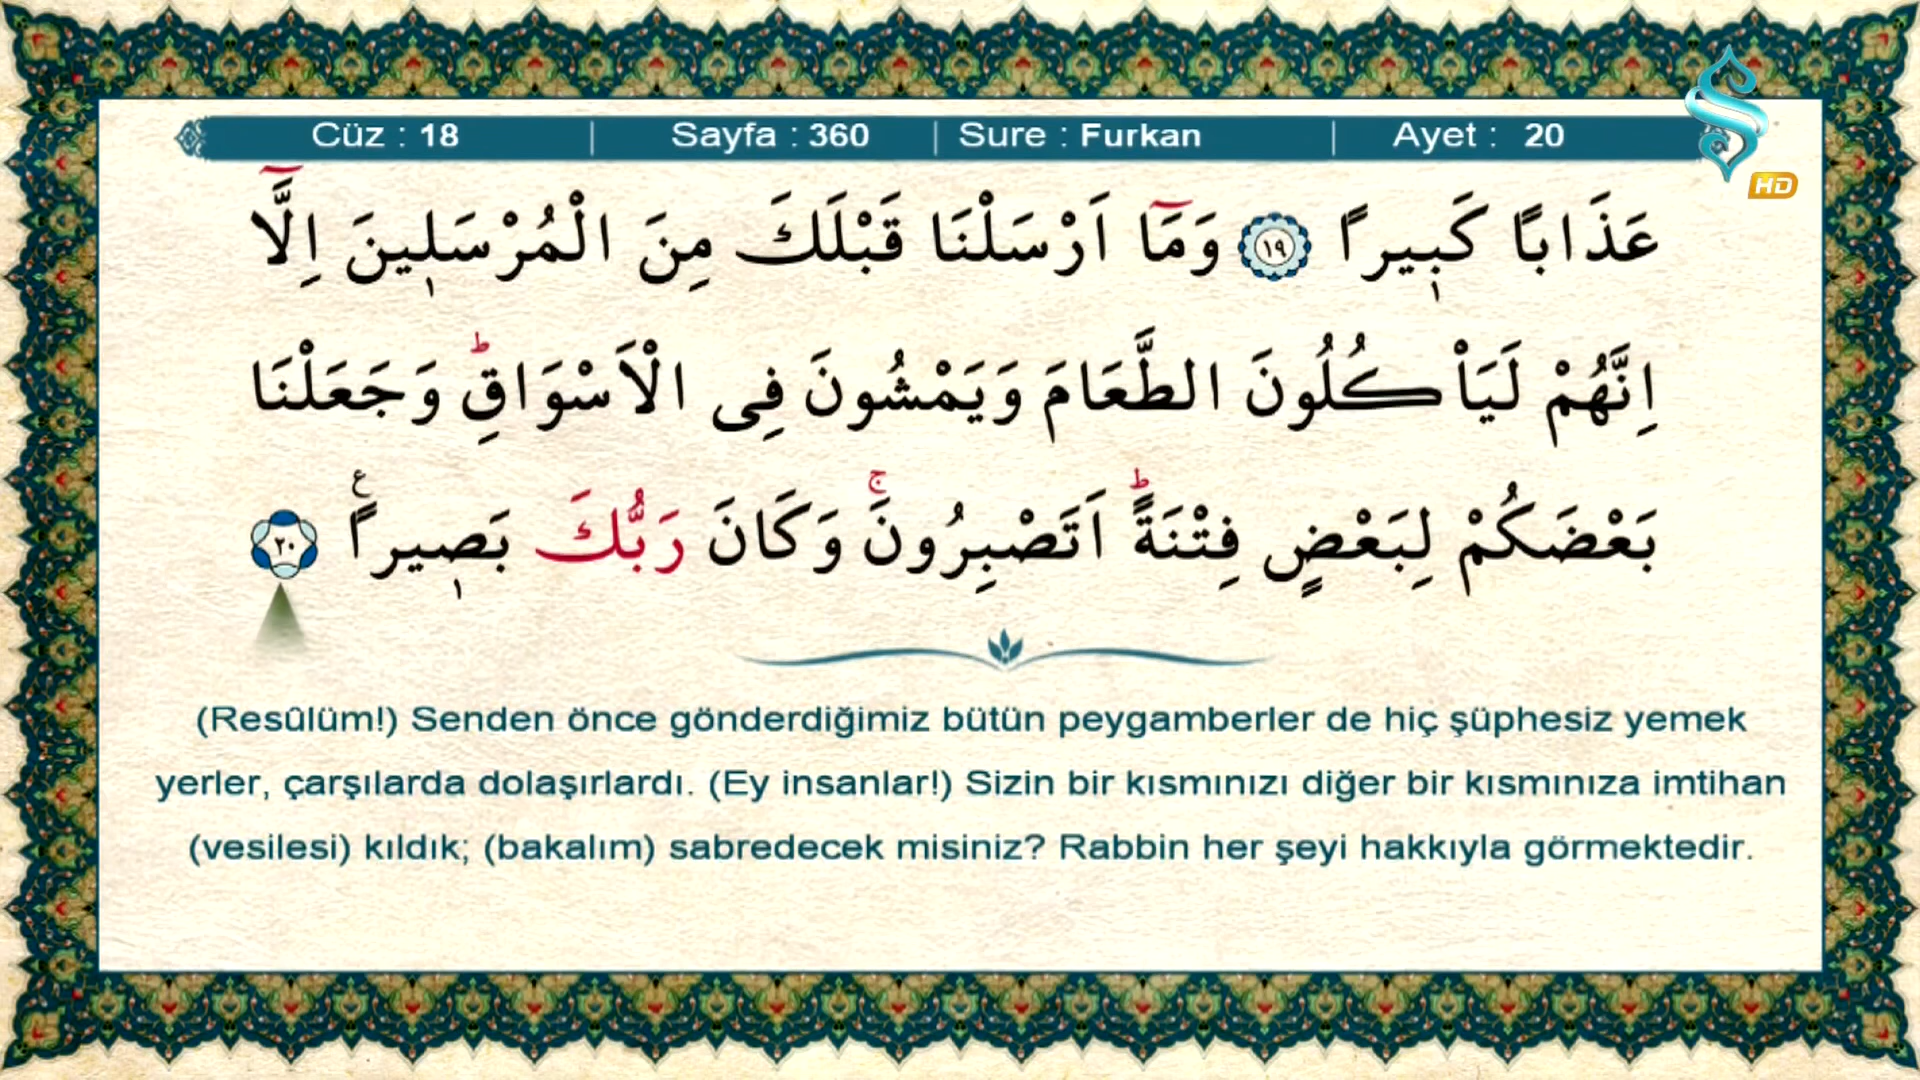 Cüz : 18 | Sayfa : 360 | Sure : Furkan | Ayet : 20
HD
عَذَابًا كَبٖيرًا ﴿١٩﴾ وَمَٓا اَرْسَلْنَا قَبْلَكَ مِنَ الْمُرْسَلٖينَ اِلَّٓا
اِنَّهُمْ لَيَاْكُلُونَ الطَّعَامَ وَيَمْشُونَ فِى الْاَسْوَاقِؕ وَجَعَلْنَا
بَعْضَكُمْ لِبَعْضٍ فِتْنَةًؕ اَتَصْبِرُونَۚ وَكَانَ رَبُّكَ بَصٖيرًاࣖ ﴿٢٠﴾
(Resûlüm!) Senden önce gönderdiğimiz bütün peygamberler de hiç şüphesiz yemek
yerler, çarşılarda dolaşırlardı. (Ey insanlar!) Sizin bir kısmınızı diğer bir kısmınıza imtihan
(vesilesi) kıldık; (bakalım) sabredecek misiniz? Rabbin her şeyi hakkıyla görmektedir.